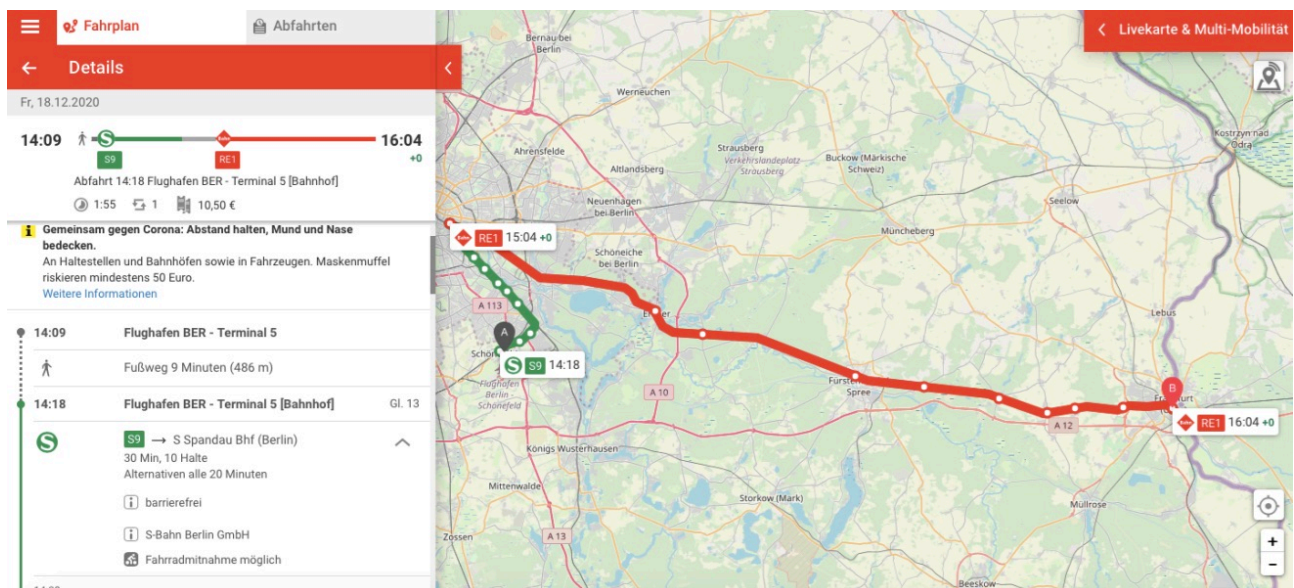 Fahrplan
Abfahrten
Details
Fr, 18.12.2020
14:09
16:04
+0
S9
RE1
Abfahrt 14:18 Flughafen BER - Terminal 5 [Bahnhof]
1:55 1 10,50 €
Gemeinsam gegen Corona: Abstand halten, Mund und Nase
bedecken.
An Haltestellen und Bahnhöfen sowie in Fahrzeugen. Maskenmuffel
riskieren mindestens 50 Euro.
Weitere Informationen
14:09 Flughafen BER - Terminal 5
Fußweg 9 Minuten (486 m)
14:18 Flughafen BER - Terminal 5 [Bahnhof] Gl. 13
S9 → S Spandau Bhf (Berlin)
30 Min, 10 Halte
Alternativen alle 20 Minuten
barrierefrei
S-Bahn Berlin GmbH
Fahrradmitnahme möglich
Livekarte & Multi-Mobilität
Bernau bei
Berlin
Werneuchen
Kostrzyn nad
Odrą
Ahrensfelde
Strausberg
Verkehrslandeplatz
Strausberg
Buckow (Märkische
Schweiz)
Altlandsberg
Seelow
Neuenhagen
bei Berlin
Müncheberg
RE1 15:04 +0
Schöneiche
bei Berlin
A 113
Lebus
A
S9 14:18
Flughafen
Berlin
Schönefeld
A 10
Spree
B
A 12
RE1 16:04 +0
Königs Wusterhausen
Mittenwalde
Storkow (Mark)
Müllrose
Zossen
A 13
Beeskow
+
−